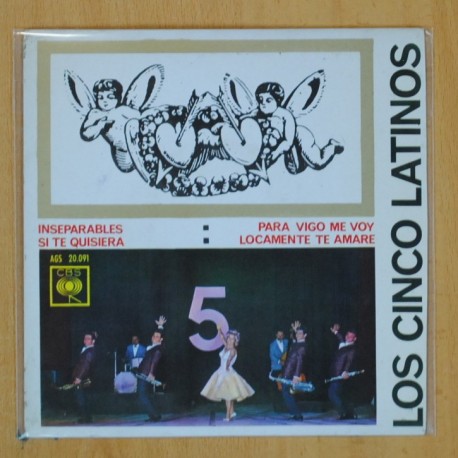 INSEPARABLES
SI TE QUISIERA
PARA VIGO ME VOY
LOCAMENTE TE AMARE
AGS 20.091
CBS
5
LOS CINCO LATINOS